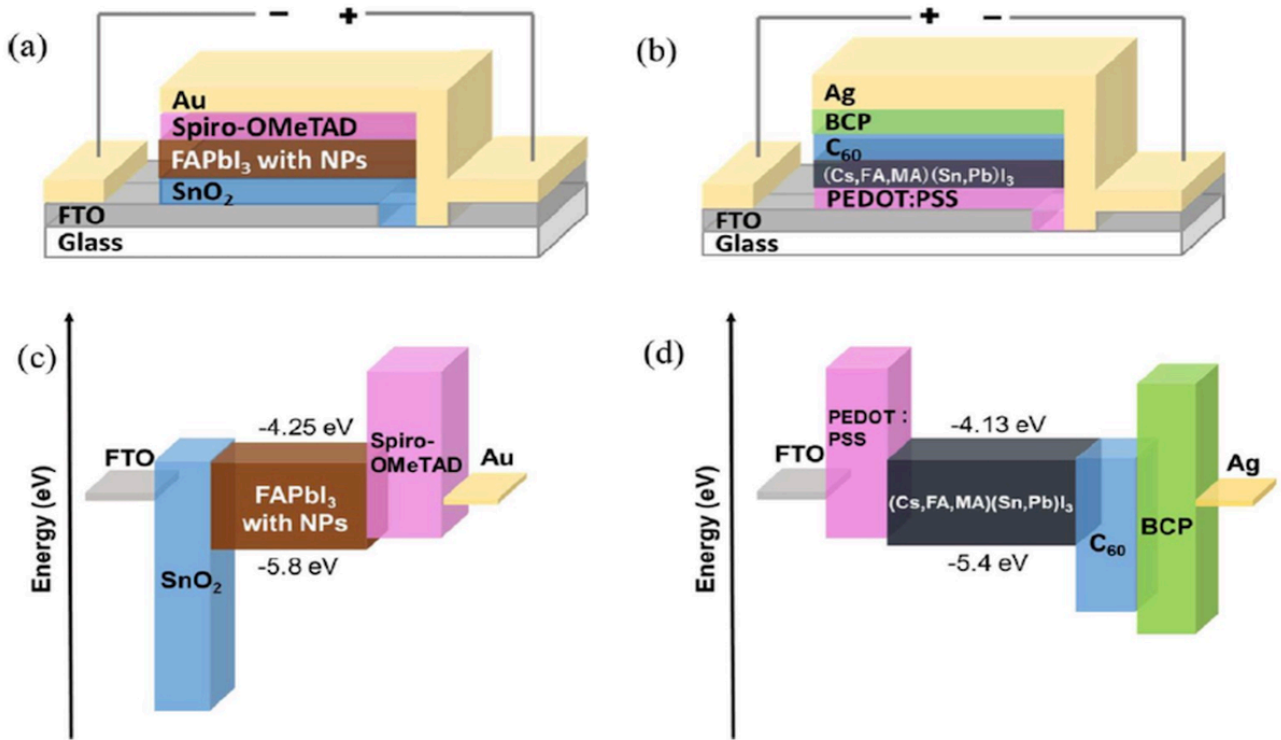 (a)
− +
Au
Spiro-OMeTAD
FAPbI₃ with NPs
SnO₂
FTO
Glass
(b)
+ −
Ag
BCP
C₆₀
(Cs,FA,MA)(Sn,Pb)I₃
PEDOT:PSS
FTO
Glass
(c)
Energy (eV)
FTO
SnO₂
-4.25 eV
FAPbI₃
with NPs
-5.8 eV
Spiro-
OMeTAD
Au
(d)
Energy (eV)
FTO
PEDOT:
PSS
-4.13 eV
(Cs,FA,MA)(Sn,Pb)I₃
-5.4 eV
C₆₀
BCP
Ag